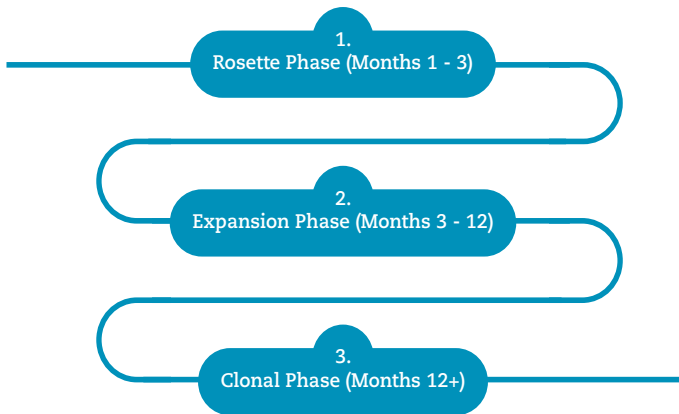 1.
Rosette Phase (Months 1 - 3)
2.
Expansion Phase (Months 3 - 12)
3.
Clonal Phase (Months 12+)